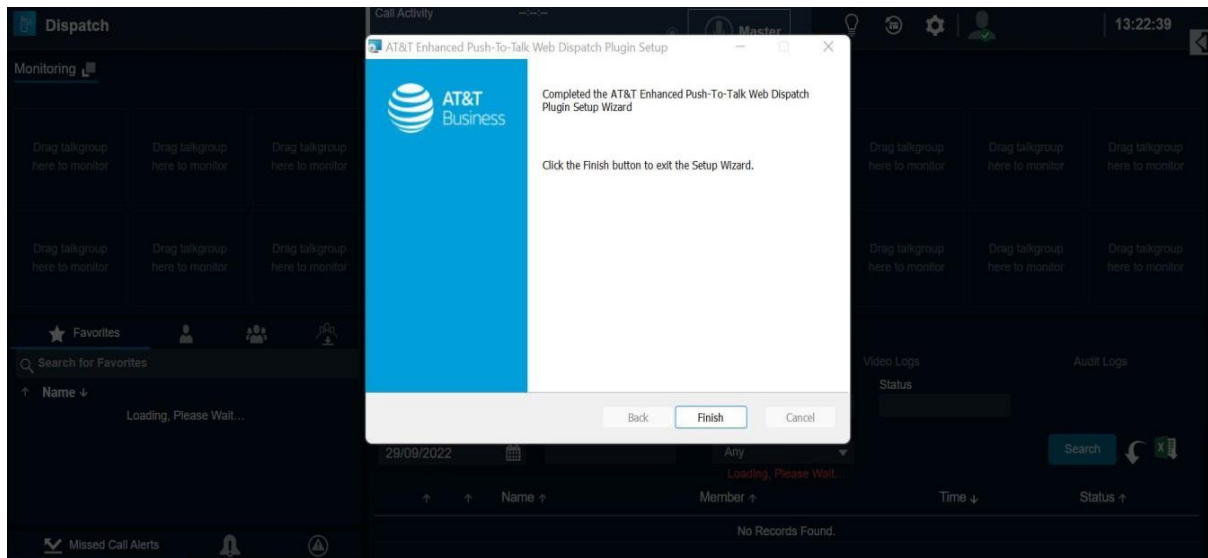 Dispatch
Call Activity
--:--:--
Master
13:22:39
AT&T Enhanced Push-To-Talk Web Dispatch Plugin Setup
Monitoring
AT&T
Business
Completed the AT&T Enhanced Push-To-Talk Web Dispatch
Plugin Setup Wizard
Click the Finish button to exit the Setup Wizard.
Drag talkgroup
here to monitor
Drag talkgroup
here to monitor
Drag talkgroup
here to monitor
Drag talkgroup
here to monitor
Drag talkgroup
here to monitor
Drag talkgroup
here to monitor
Drag talkgroup
here to monitor
Drag talkgroup
here to monitor
Drag talkgroup
here to monitor
Drag talkgroup
here to monitor
Drag talkgroup
here to monitor
Drag talkgroup
here to monitor
Favorites
Search for Favorites
Name
Loading, Please Wait...
Video Logs
Audit Logs
Status
Back
Finish
Cancel
29/09/2022
Any
Search
Loading, Please Wait...
Name
Member
Time
Status
No Records Found.
Missed Call Alerts